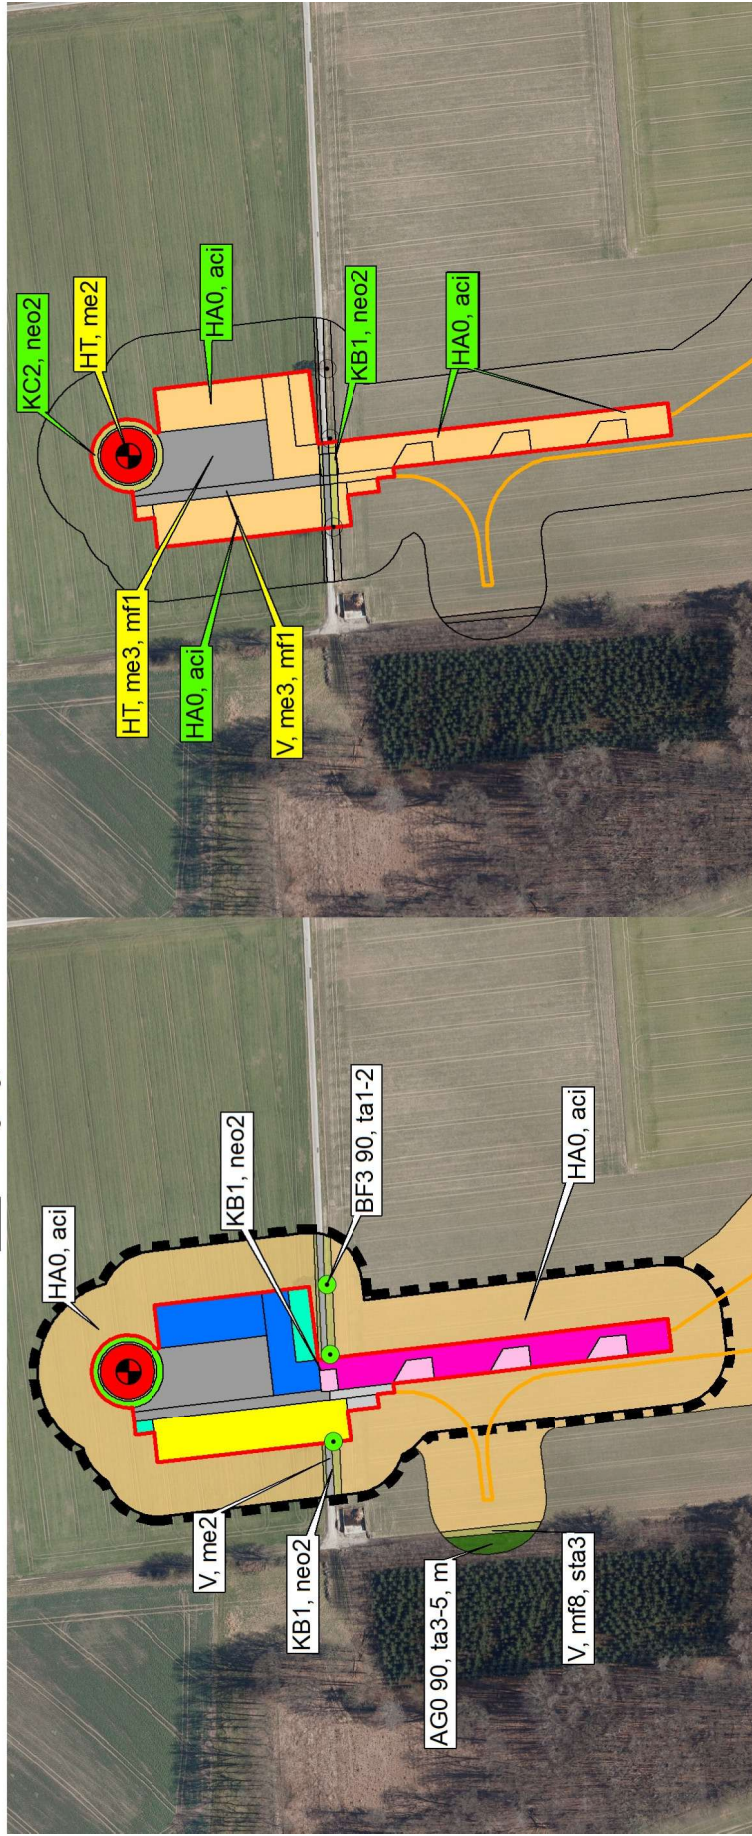 HA0, aci
KB1, neo2
BF3 90, ta1-2
HA0, aci
V, me2
KB1, neo2
AG0 90, ta3-5, m
V, mf8, sta3
KC2, neo2
HT, me2
HA0, aci
KB1, neo2
HA0, aci
HT, me3, mf1
HA0, aci
V, me3, mf1